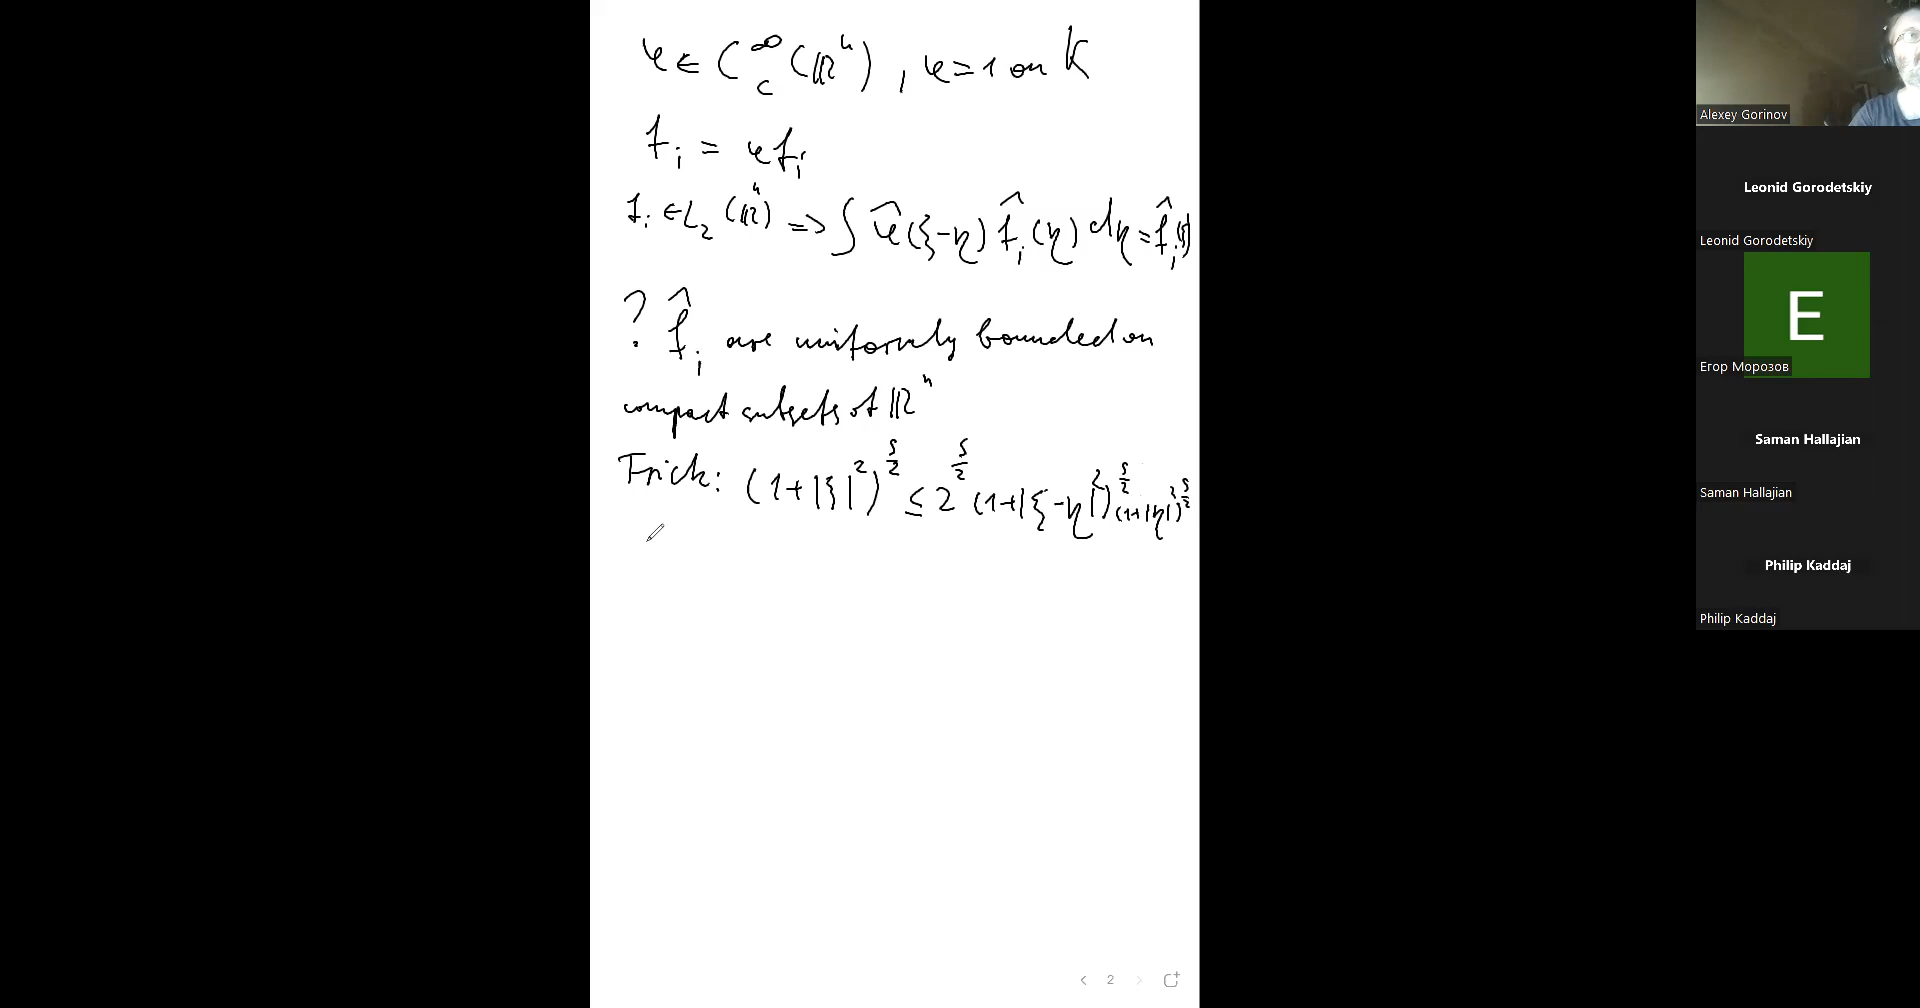 φ ∈ C_c^∞(ℝ^n), φ = 1 on K
f_i = φf_i
f_i ∈ L_2(ℝ^n) => ∫ φ̂(ξ-η) f̂_i(η) dη = f̂_i(ξ)
? f̂_i are uniformly bounded on
compact subsets of ℝ^n
Trick: (1+|ξ|^2)^{s/2} ≤ 2^{s/2} (1+|ξ-η|^2)^{s/2} (1+|η|^2)^{s/2}
< 2 >
Alexey Gorinov
Leonid Gorodetskiy
Leonid Gorodetskiy
E
Егор Морозов
Saman Hallajian
Saman Hallajian
Philip Kaddaj
Philip Kaddaj